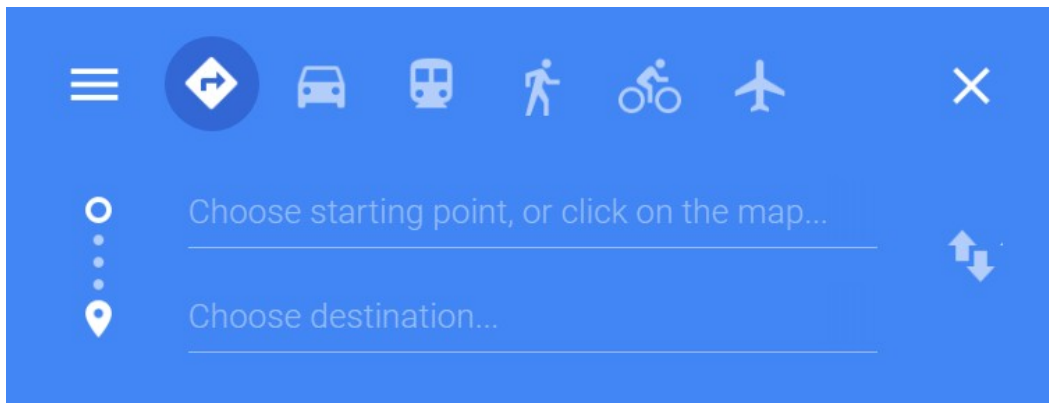 Choose starting point, or click on the map...
Choose destination...